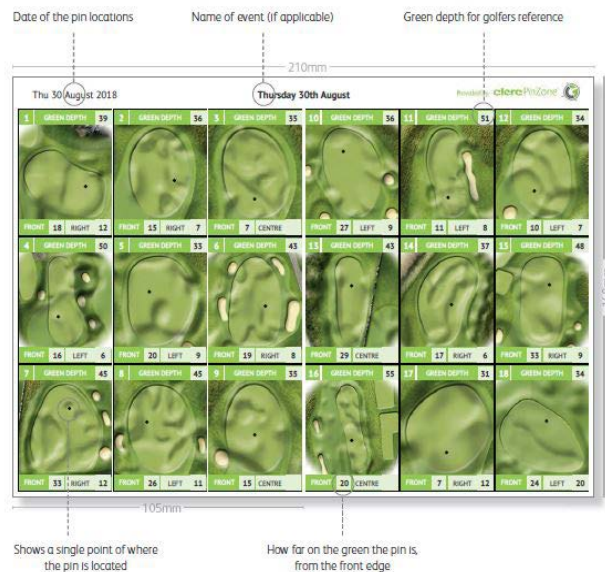 Date of the pin locations
Name of event (if applicable)
Green depth for golfers reference
210mm
Thu 30 August 2018
Thursday 30th August
Provided by clerc PinZone
1 GREEN DEPTH 39
2 GREEN DEPTH 36
3 GREEN DEPTH 35
10 GREEN DEPTH 36
11 GREEN DEPTH 31
12 GREEN DEPTH 34
FRONT 18 RIGHT 12
FRONT 15 RIGHT 7
FRONT 7 CENTRE
FRONT 27 LEFT 9
FRONT 11 LEFT 8
FRONT 10 LEFT 7
4 GREEN DEPTH 30
5 GREEN DEPTH 33
6 GREEN DEPTH 43
13 GREEN DEPTH 43
14 GREEN DEPTH 37
15 GREEN DEPTH 48
FRONT 16 LEFT 6
FRONT 20 LEFT 9
FRONT 19 RIGHT 8
FRONT 29 CENTRE
FRONT 17 RIGHT 6
FRONT 33 RIGHT 9
7 GREEN DEPTH 45
8 GREEN DEPTH 45
9 GREEN DEPTH 35
16 GREEN DEPTH 55
17 GREEN DEPTH 31
18 GREEN DEPTH 34
FRONT 33 RIGHT 12
FRONT 26 LEFT 11
FRONT 15 CENTRE
FRONT 20 CENTRE
FRONT 7 RIGHT 12
FRONT 24 LEFT 20
105mm
Shows a single point of where
the pin is located
How far on the green the pin is,
from the front edge